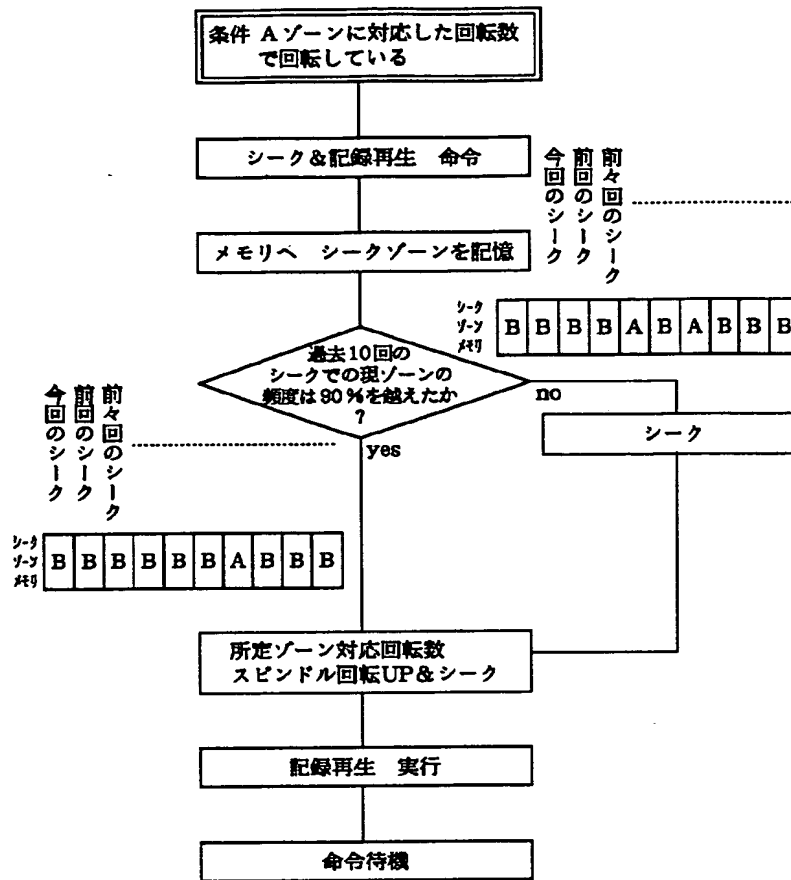 条件 Aゾーンに対応した回転数
で回転している
シーク&記録再生 命令
今回のシーク
前回のシーク
前々回のシーク
メモリへ シークゾーンを記憶
シーク
ゾーン
メモリ
B B B B A B A B B B
過去10回の
シークでの現ゾーンの
頻度は80%を越えたか
?
no
シーク
yes
今回のシーク
前回のシーク
前々回のシーク
シーク
ゾーン
メモリ
B B B B B B A B B B
所定ゾーン対応回転数
スピンドル回転UP&シーク
記録再生 実行
命令待機